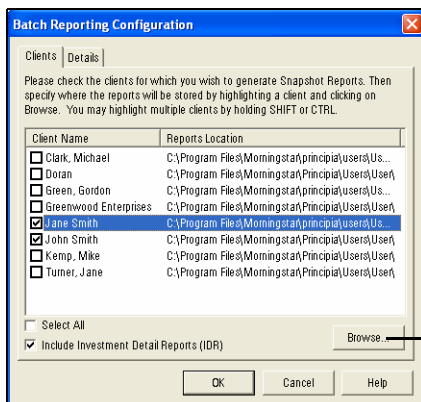 Batch Reporting Configuration
Clients Details
Please check the clients for which you wish to generate Snapshot Reports. Then
specify where the reports will be stored by highlighting a client and clicking on
Browse. You may highlight multiple clients by holding SHIFT or CTRL.
Client Name Reports Location
Clark, Michael C:\Program Files\Morningstar\principia\users\Us...
Doran C:\Program Files\Morningstar\Principia\Users\User\
Green, Gordon C:\Program Files\Morningstar\principia\users\Us...
Greenwood Enterprises C:\Program Files\Morningstar\Principia\Users\User\
Jane Smith C:\Program Files\Morningstar\principia\users\Us...
John Smith C:\Program Files\Morningstar\Principia\Users\User\
Kemp, Mike C:\Program Files\Morningstar\Principia\Users\User\
Turner, Jane C:\Program Files\Morningstar\Principia\Users\User\
Select All
Include Investment Detail Reports (IDR)
Browse...
OK Cancel Help